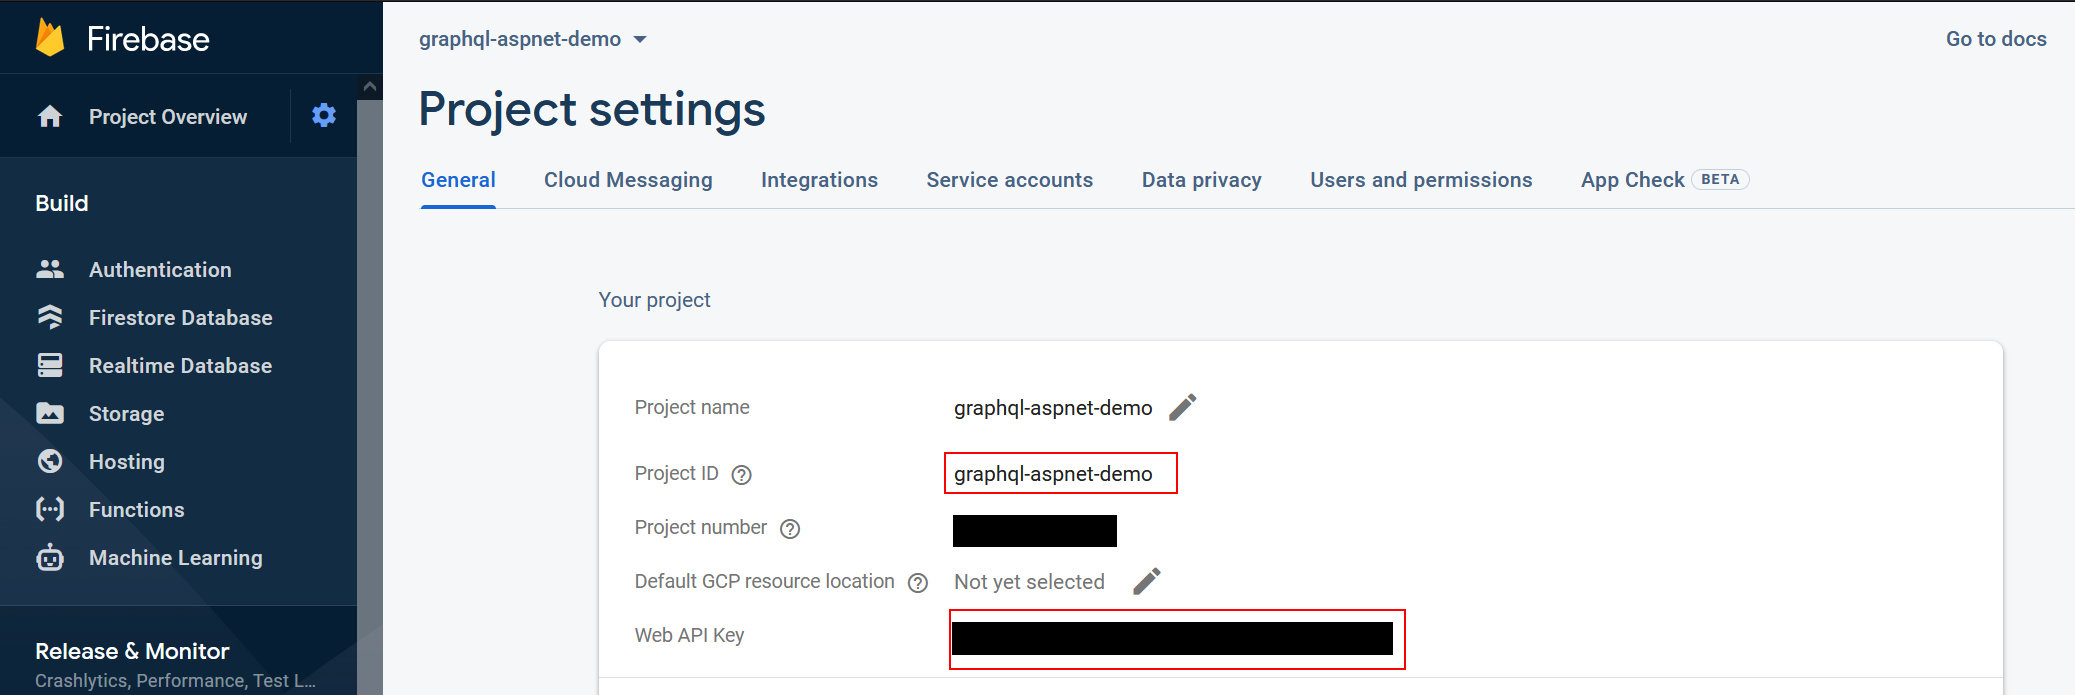 Firebase
Project Overview
Build
Authentication
Firestore Database
Realtime Database
Storage
Hosting
Functions
Machine Learning
Release & Monitor
Crashlytics, Performance, Test L...
graphql-aspnet-demo
Go to docs
Project settings
General Cloud Messaging Integrations Service accounts Data privacy Users and permissions App Check BETA
Your project
Project name graphql-aspnet-demo
Project ID ? graphql-aspnet-demo
Project number ?
Default GCP resource location ? Not yet selected
Web API Key